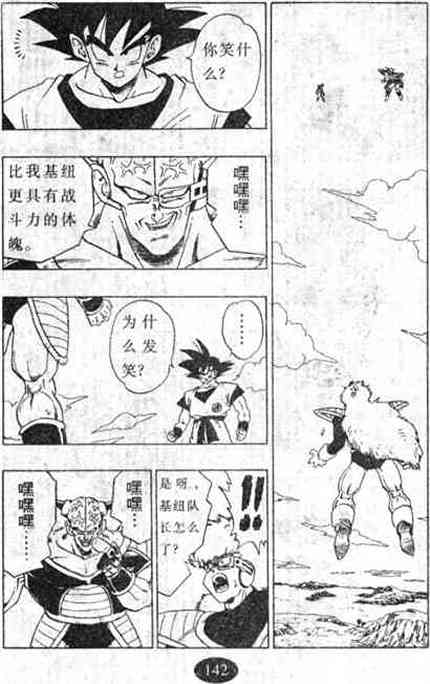 你笑什
么?
嘿嘿嘿…
比我基纽
更具有战
斗力的体
魄。
……
为什
么发
笑?
!!
是呀,
基纽队
长怎么
了?
嘿嘿…
嘿嘿嘿……
142